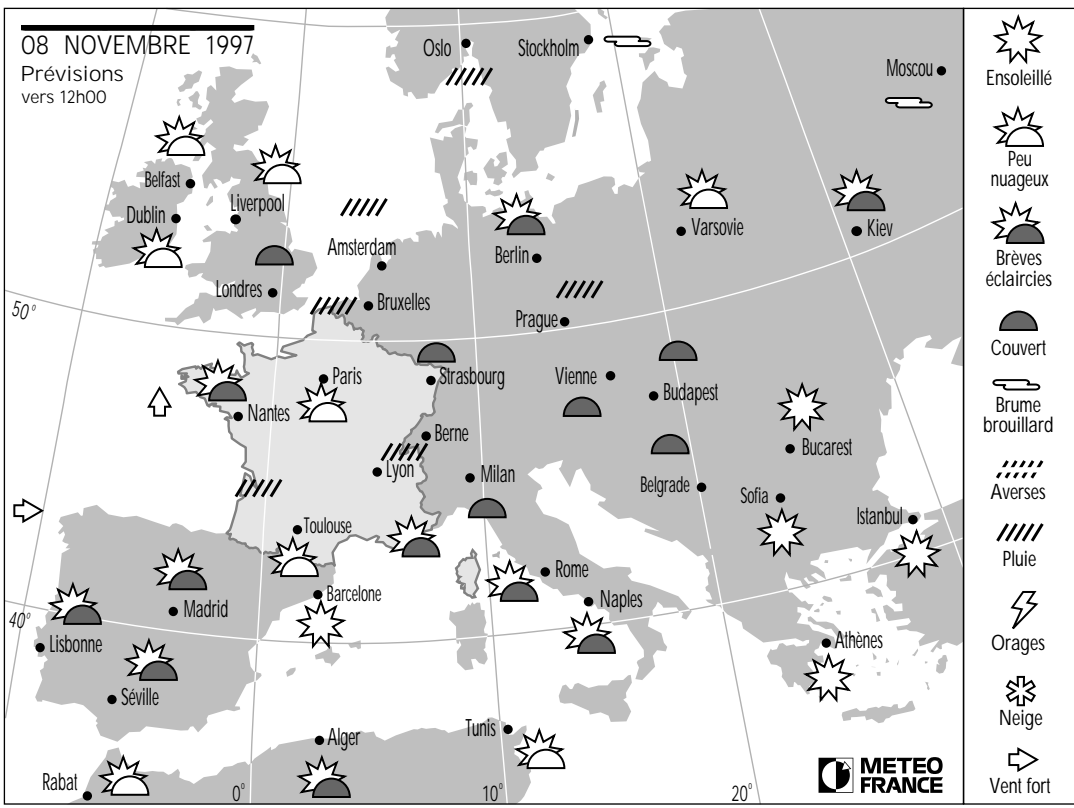 08 NOVEMBRE 1997
Prévisions
vers 12h00
Oslo
Stockholm
Moscou
Belfast
Liverpool
Dublin
Amsterdam
Berlin
Varsovie
Kiev
Londres
Bruxelles
50°
Prague
Paris
Strasbourg
Vienne
Budapest
Nantes
Berne
Bucarest
Lyon
Milan
Belgrade
Sofia
Istanbul
Toulouse
Rome
Barcelone
Naples
Madrid
40°
Lisbonne
Athènes
Séville
Tunis
Alger
Rabat
0°
10°
20°
METEO
FRANCE
Ensoleillé
Peu
nuageux
Brèves
éclaircies
Couvert
Brume
brouillard
Averses
Pluie
Orages
Neige
Vent fort